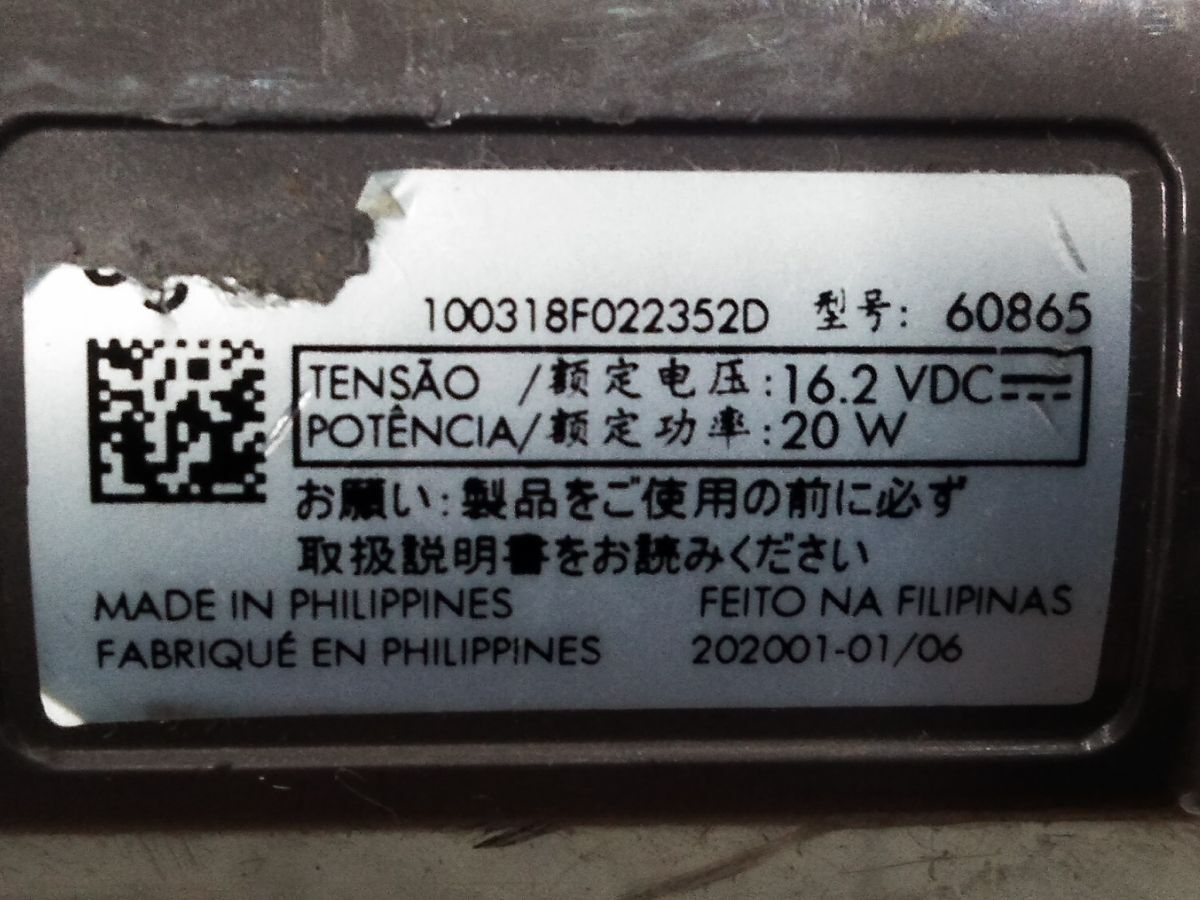 100318F022352D 型号: 60865
TENSÃO /额定电压:16.2 VDC
POTÊNCIA/额定功率:20 W
お願い:製品をご使用の前に必ず
取扱説明書をお読みください
MADE IN PHILIPPINES FEITO NA FILIPINAS
FABRIQUÉ EN PHILIPPINES 202001-01/06